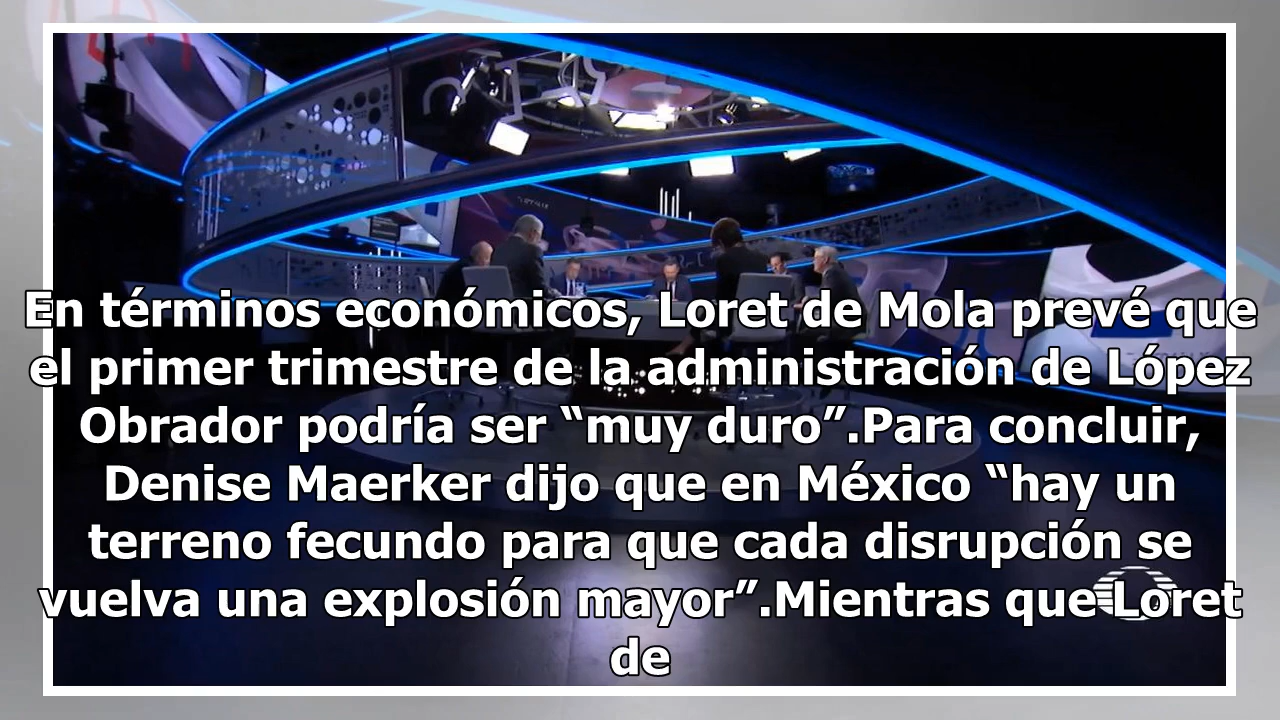 En términos económicos, Loret de Mola prevé que
el primer trimestre de la administración de López
Obrador podría ser “muy duro”.Para concluir,
Denise Maerker dijo que en México “hay un
terreno fecundo para que cada disrupción se
vuelva una explosión mayor”.Mientras que Loret
de